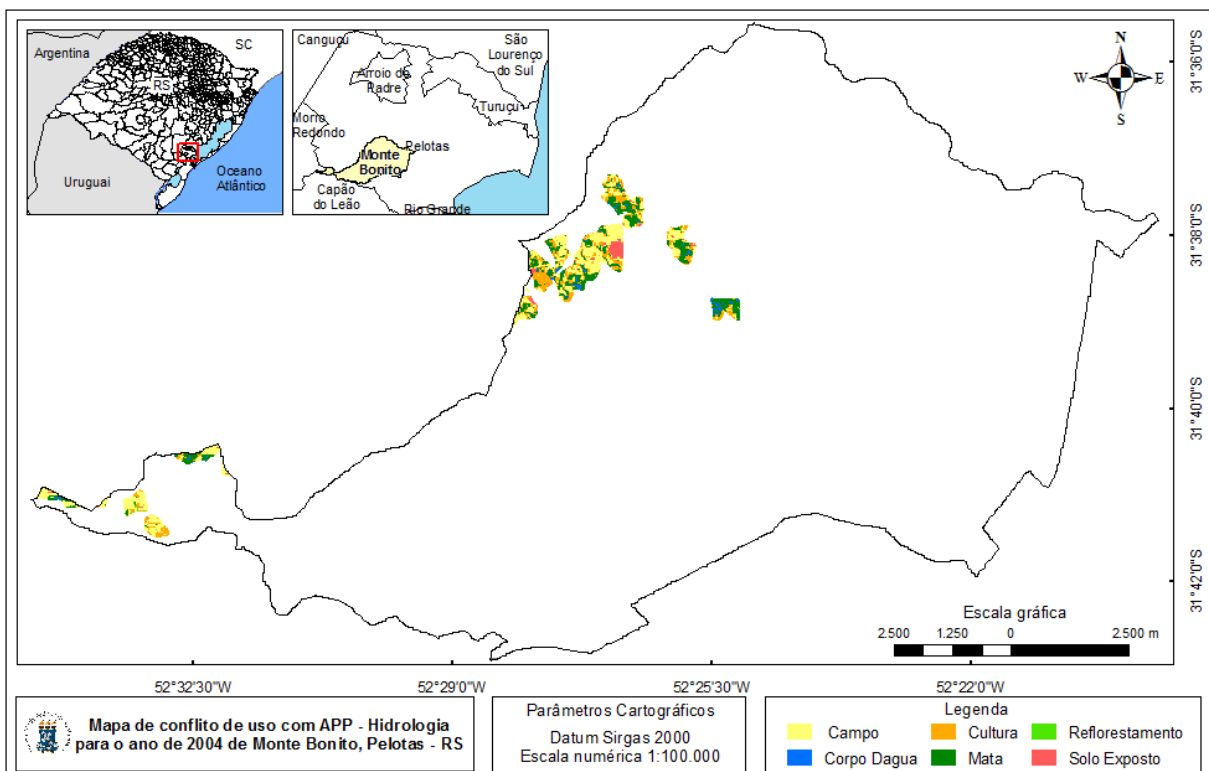 Argentina
SC
RS
Uruguai
Oceano
Atlântico
Canguçu
São
Lourenço
do Sul
Arroio do
Padre
Turuçu
Morro
Redondo
Pelotas
Monte
Bonito
Capão
do Leão
Rio Grande
N
W
E
S
31°36'0"S
31°38'0"S
31°40'0"S
31°42'0"S
Escala gráfica
2.500
1.250
0
2.500 m
52°32'30"W
52°29'0"W
52°25'30"W
52°22'0"W
Mapa de conflito de uso com APP - Hidrologia
para o ano de 2004 de Monte Bonito, Pelotas - RS
Parâmetros Cartográficos
Datum Sirgas 2000
Escala numérica 1:100.000
Legenda
Campo
Cultura
Reflorestamento
Corpo Dagua
Mata
Solo Exposto